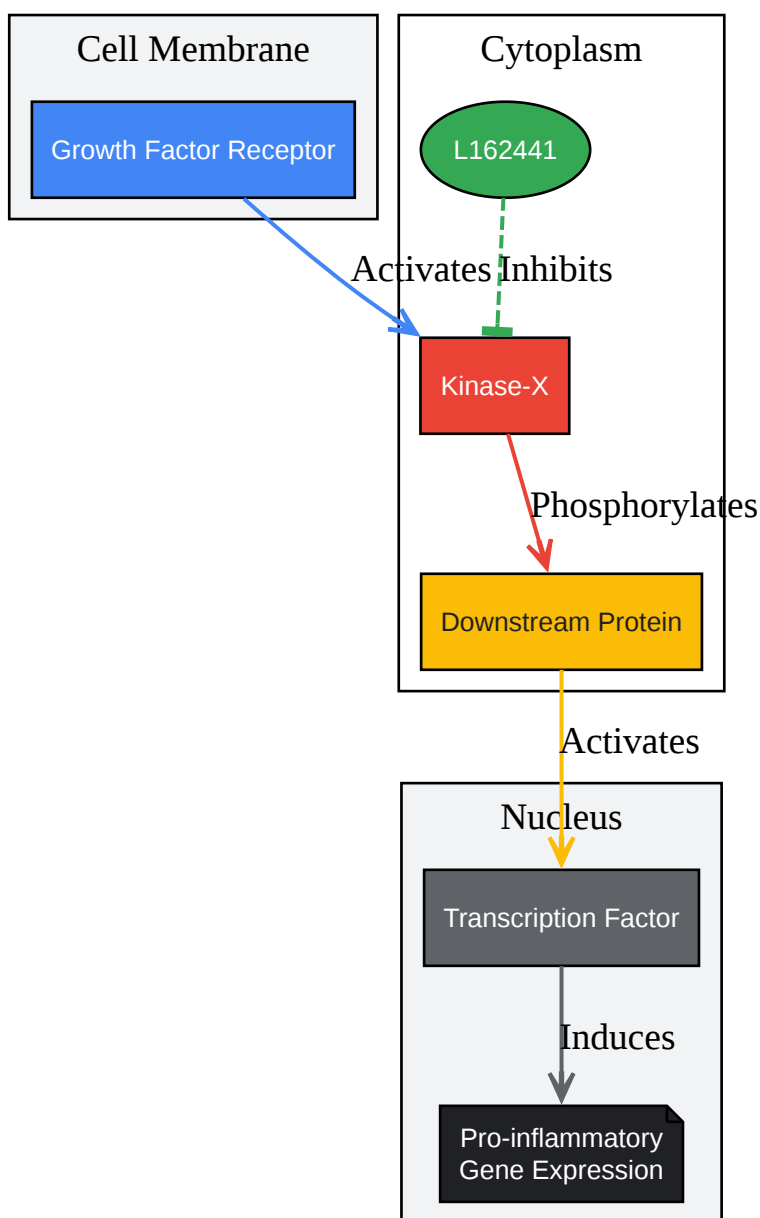 Cell Membrane
Growth Factor Receptor
Cytoplasm
L162441
Activates
Inhibits
Kinase-X
Phosphorylates
Downstream Protein
Activates
Nucleus
Transcription Factor
Induces
Pro-inflammatory
Gene Expression